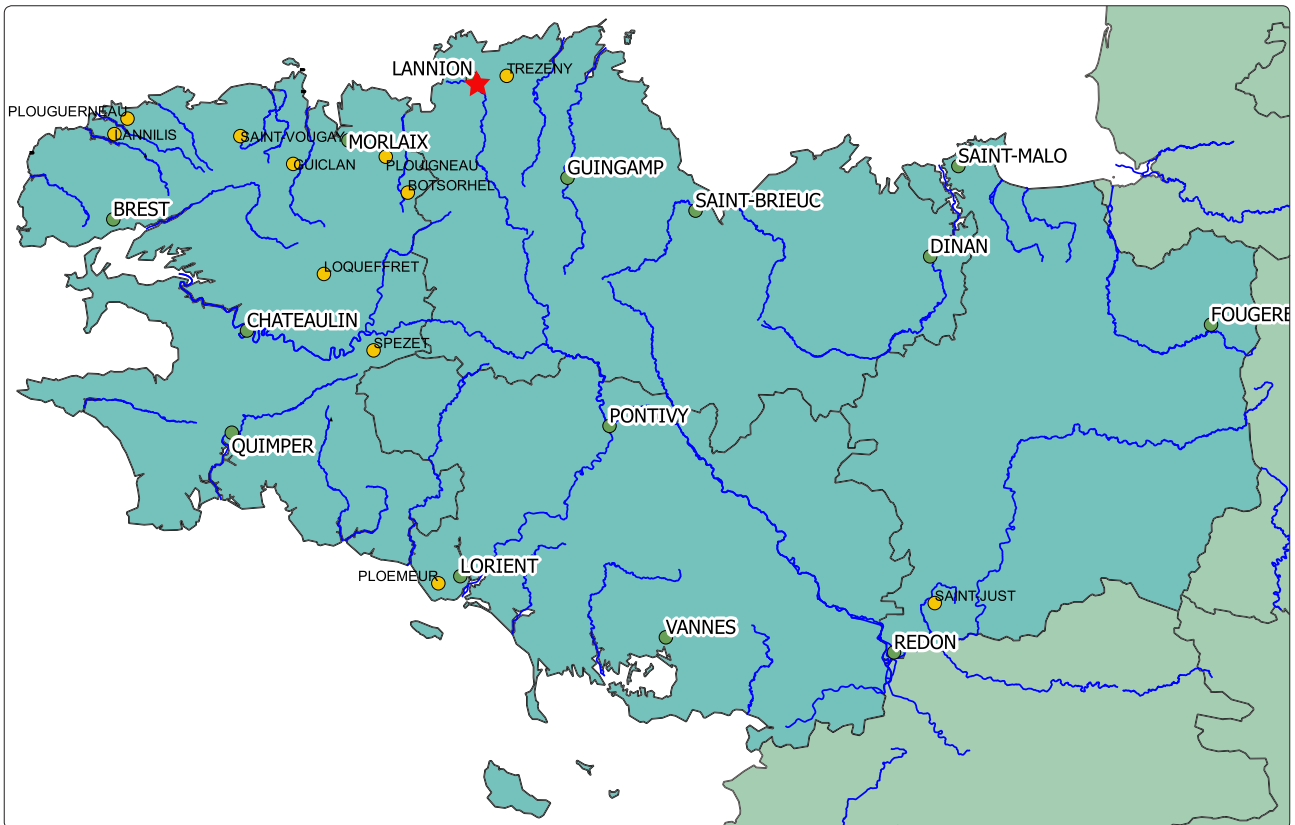 LANNION
TREZENY
PLOUGUERNEAU
LANNILIS
SAINT-VOUGAY
MORLAIX
GUICLAN
PLOUIGNEAU
GUINGAMP
SAINT-MALO
BOTSORHEL
SAINT-BRIEUC
BREST
DINAN
LOQUEFFRET
CHATEAULIN
FOUGERE
SPEZET
PONTIVY
QUIMPER
LORIENT
PLOEMEUR
SAINT-JUST
VANNES
REDON